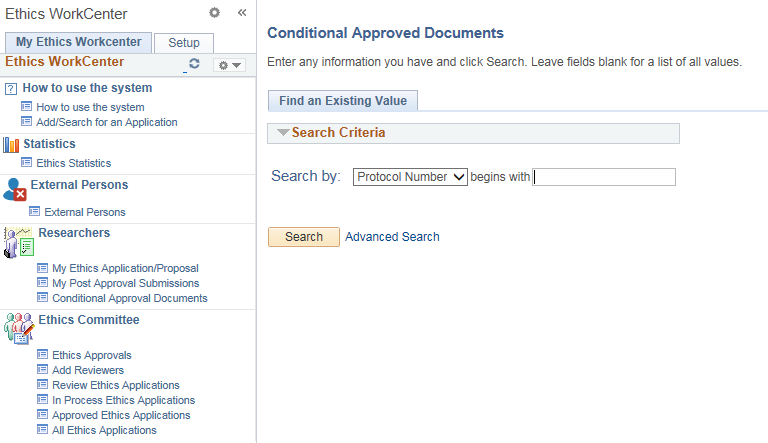 Ethics WorkCenter
My Ethics Workcenter
Setup
Ethics WorkCenter
How to use the system
How to use the system
Add/Search for an Application
Statistics
Ethics Statistics
External Persons
External Persons
Researchers
My Ethics Application/Proposal
My Post Approval Submissions
Conditional Approval Documents
Ethics Committee
Ethics Approvals
Add Reviewers
Review Ethics Applications
In Process Ethics Applications
Approved Ethics Applications
All Ethics Applications
Conditional Approved Documents
Enter any information you have and click Search. Leave fields blank for a list of all values.
Find an Existing Value
Search Criteria
Search by: Protocol Number begins with
Search Advanced Search